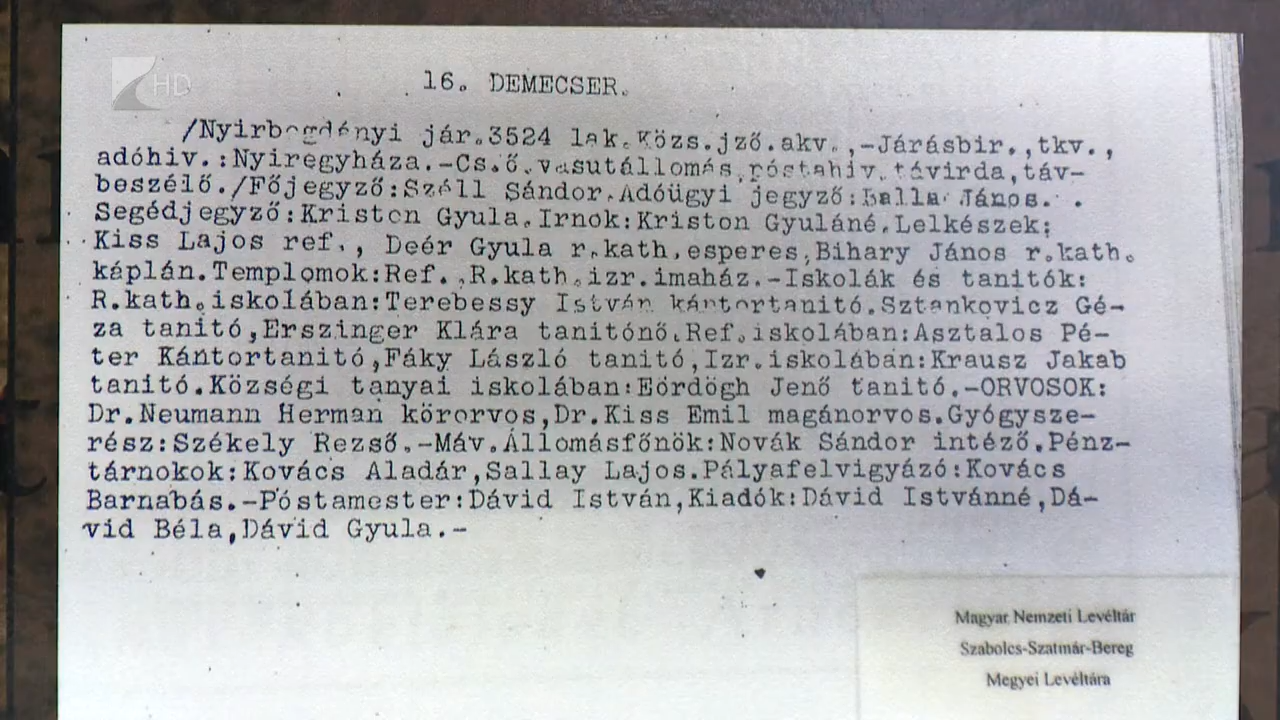 HD
16. DEMECSER.
/Nyirbogdányi jár.3524 lak.Közs.jző.akv.,-Járásbir.,tkv.,
adóhiv.:Nyiregyháza.-Cs.ő.vasutállomás,póstahiv.távirda,táv-
beszélő./Főjegyző:Széll Sándor.Adóügyi jegyző:Balla János.
Segédjegyző:Kriston Gyula.Irnok:Kriston Gyuláné.Lelkészek:
Kiss Lajos ref., Deér Gyula r.kath.esperes,Bihary János r.kath.
káplán.Templomok:Ref.,R.kath.izr.imaház.-Iskolák és tanitók:
R.kath.iskolában:Terebessy István kántortanitó.Sztankovicz Gé-
za tanitó,Erszinger Klára tanitónő.Ref.iskolában:Asztalos Pé-
ter Kántortanitó,Fáky László tanitó,Izr.iskolában:Krausz Jakab
tanitó.Községi tanyai iskolában:Eördögh Jenő tanitó.-ORVOSOK:
Dr.Neumann Herman körorvos,Dr.Kiss Emil magánorvos.Gyógysze-
rész:Székely Rezső.-Máv.Állomásfőnök:Novák Sándor intéző.Pénz-
tárnokok:Kovács Aladár,Sallay Lajos.Pályafelvigyázó:Kovács
Barnabás.-Póstamester:Dávid István,Kiadók:Dávid Istvánné,Dá-
vid Béla,Dávid Gyula.-
Magyar Nemzeti Levéltár
Szabolcs-Szatmár-Bereg
Megyei Levéltára